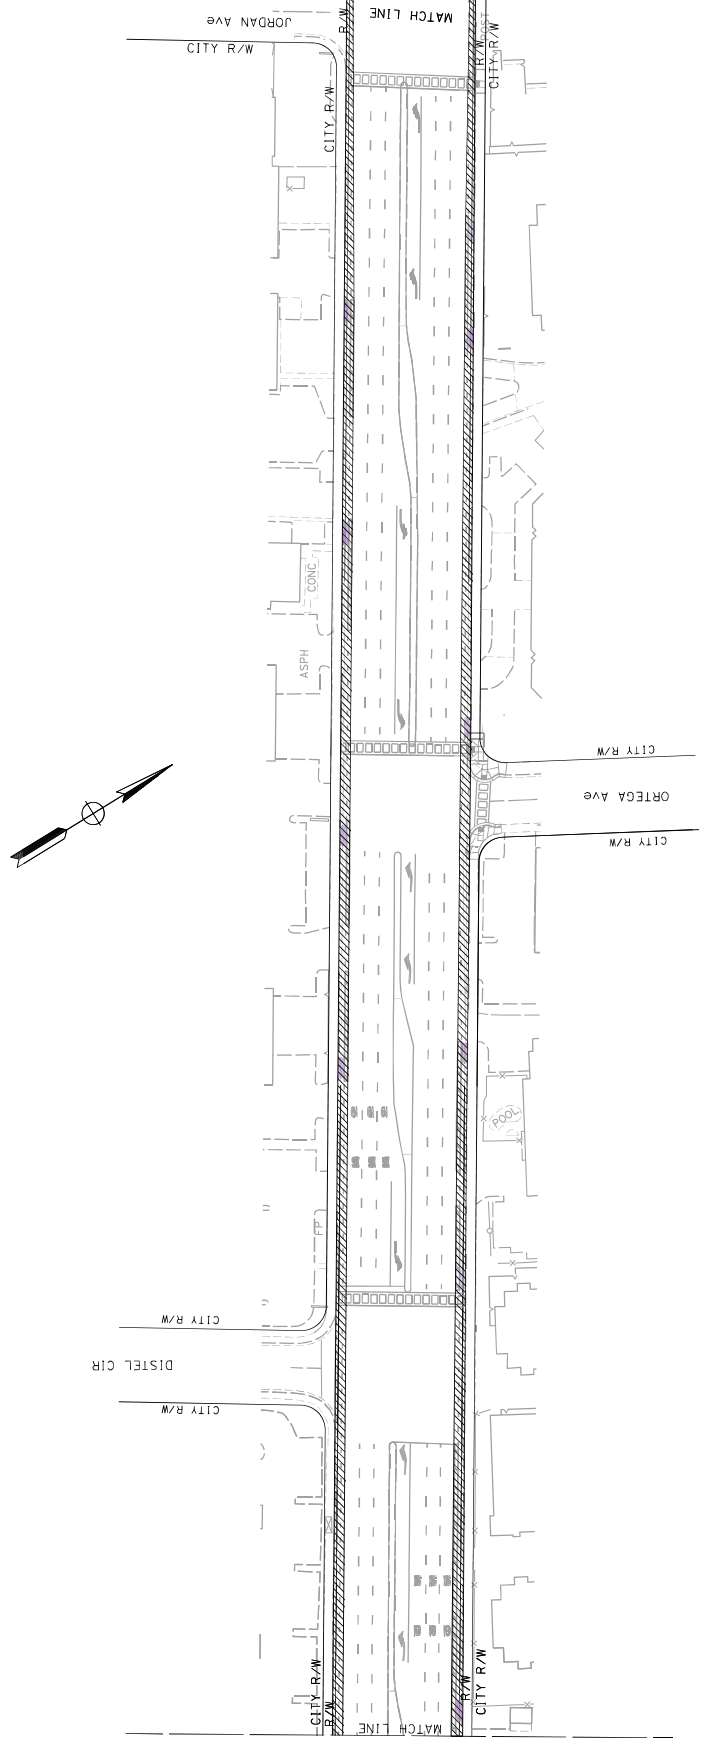 MATCH LINE
R/W
POST
JORDAN Ave
CITY R/W
R/W
CITY R/W
CITY R/W
CONC
ASPH
CITY R/W
ORTEGA Ave
CITY R/W
POOL
FP
CITY R/W
DISTEL CIR
CITY R/W
CITY R/W
R/W
R/W
CITY R/W
MATCH LINE